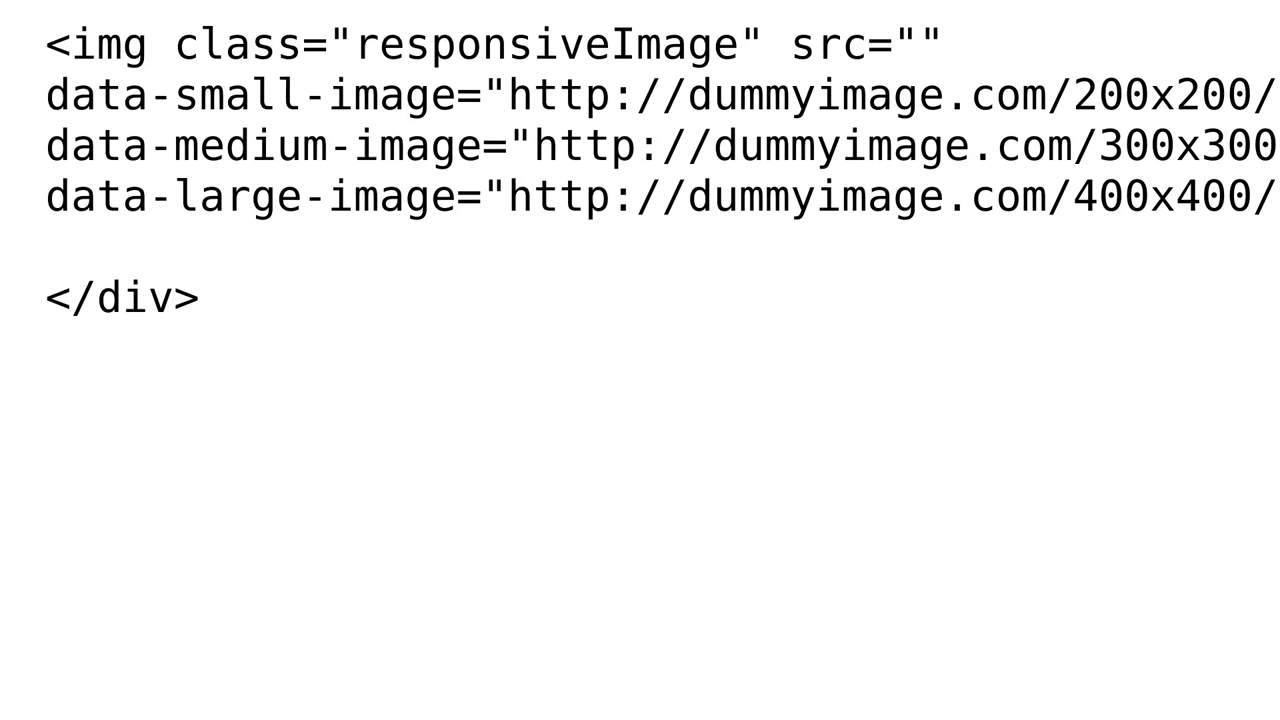 <img class="responsiveImage" src=""
data-small-image="http://dummyimage.com/200x200/
data-medium-image="http://dummyimage.com/300x300
data-large-image="http://dummyimage.com/400x400/
</div>